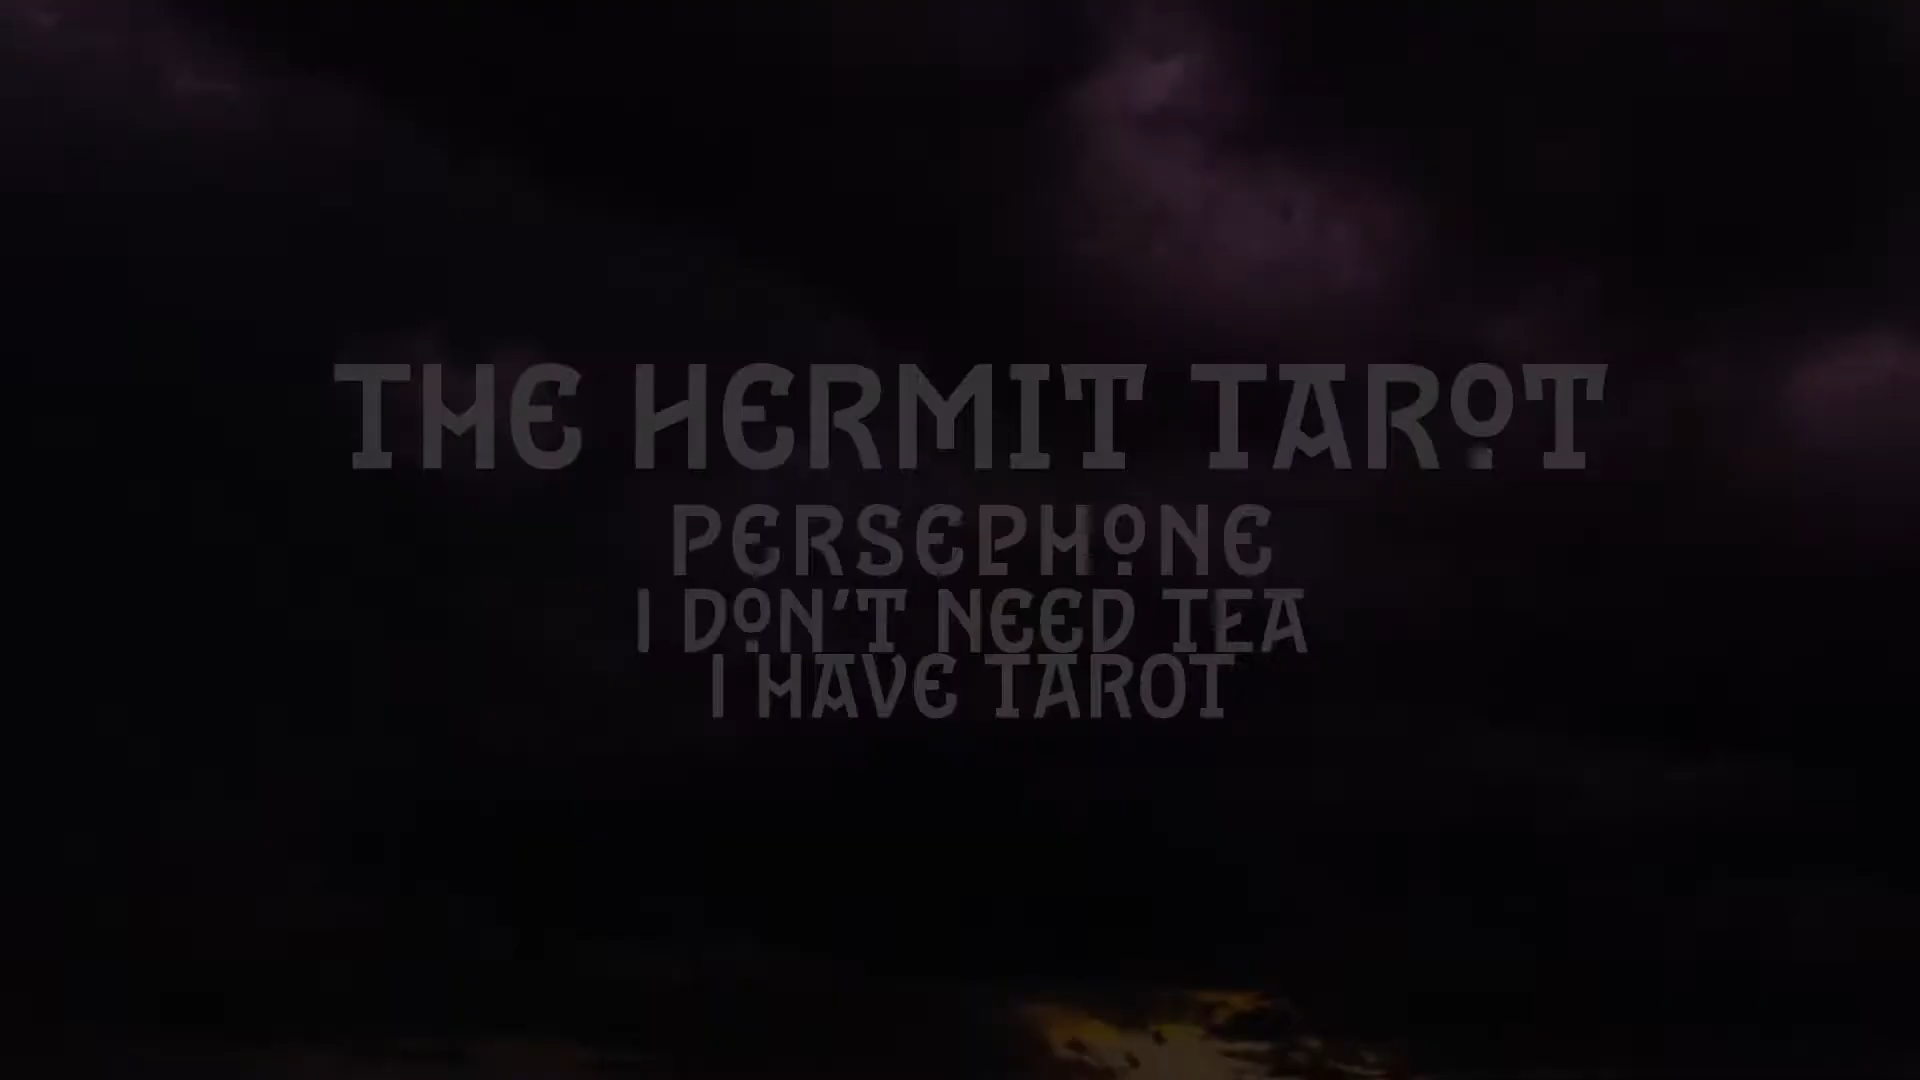 THE HERMIT TAROT
PERSEPHONE
I DON'T NEED TEA
I HAVE TAROT